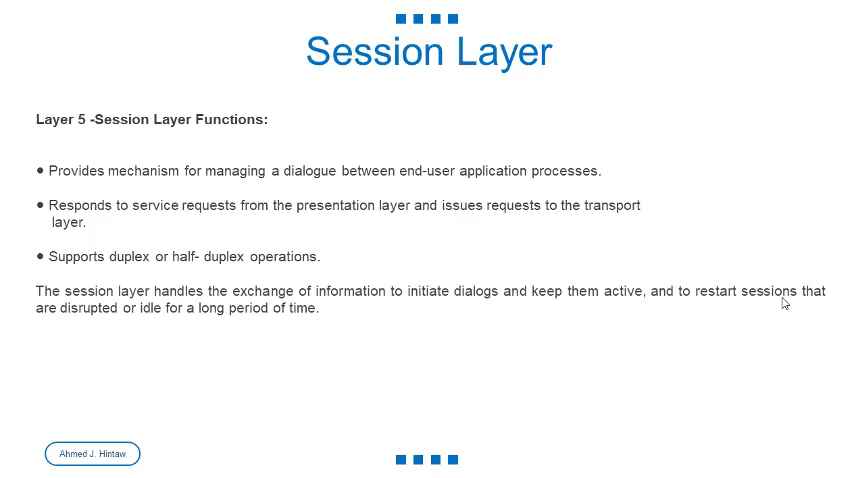 Session Layer
Layer 5 -Session Layer Functions:
● Provides mechanism for managing a dialogue between end-user application processes.
● Responds to service requests from the presentation layer and issues requests to the transport
layer.
● Supports duplex or half- duplex operations.
The session layer handles the exchange of information to initiate dialogs and keep them active, and to restart sessions that
are disrupted or idle for a long period of time.
Ahmed J. Hintaw